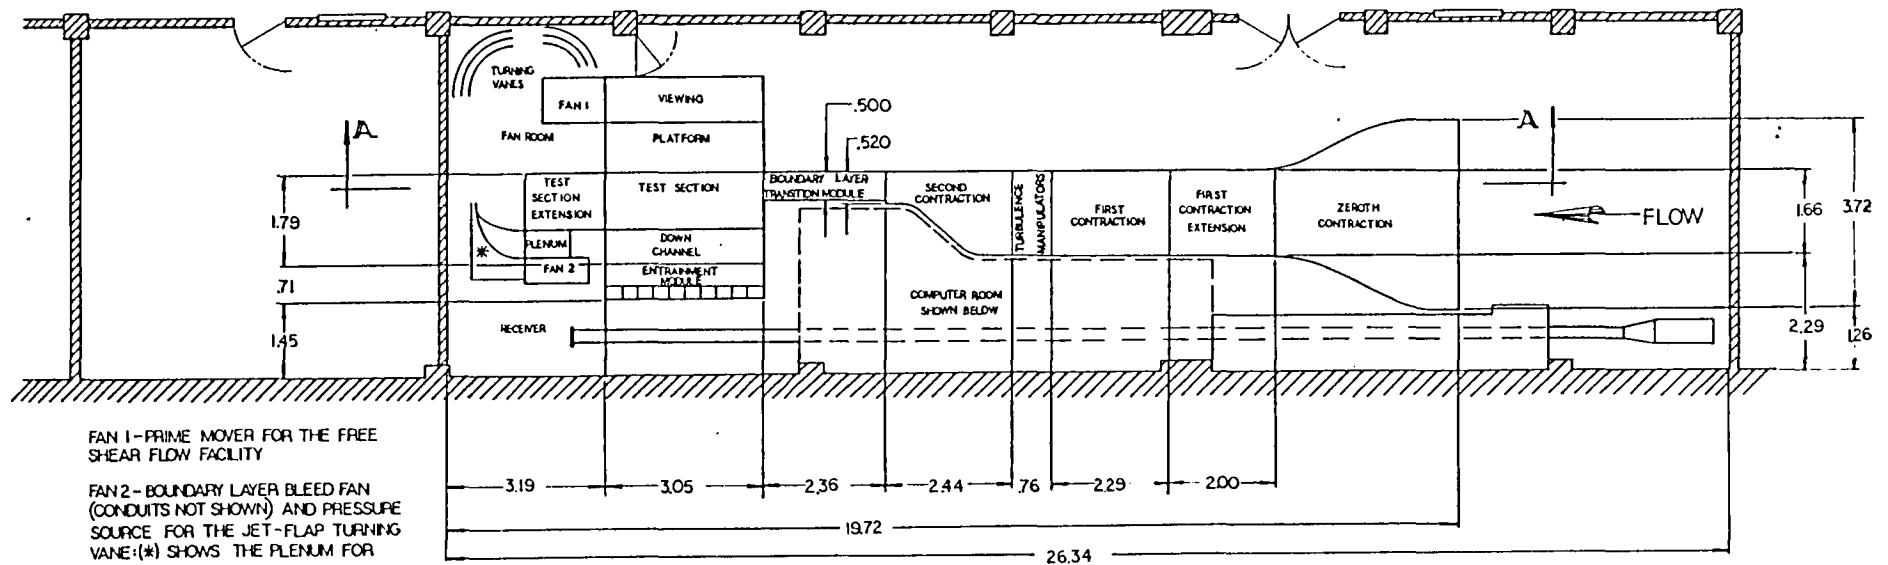 TURNING
VANES
FAN 1
VIEWING
FAN ROOM
PLATFORM
.500
.520
A
A
TEST
SECTION
EXTENSION
TEST SECTION
BOUNDARY LAYER
TRANSITION MODULE
SECOND
CONTRACTION
TURBULENCE
MANIPULATORS
FIRST
CONTRACTION
FIRST
CONTRACTION
EXTENSION
ZEROTH
CONTRACTION
FLOW
1.66
3.72
1.79
*
PLENUM
FAN 2
DOWN
CHANNEL
ENTRAINMENT
MODULE
.71
COMPUTER ROOM
SHOWN BELOW
RECEIVER
1.45
2.29
1.26
FAN 1-PRIME MOVER FOR THE FREE
SHEAR FLOW FACILITY
FAN 2-BOUNDARY LAYER BLEED FAN
(CONDUITS NOT SHOWN) AND PRESSURE
SOURCE FOR THE JET-FLAP TURNING
VANE:(*) SHOWS THE PLENUM FOR
3.19
3.05
2.36
2.44
.76
2.29
2.00
19.72
26.34